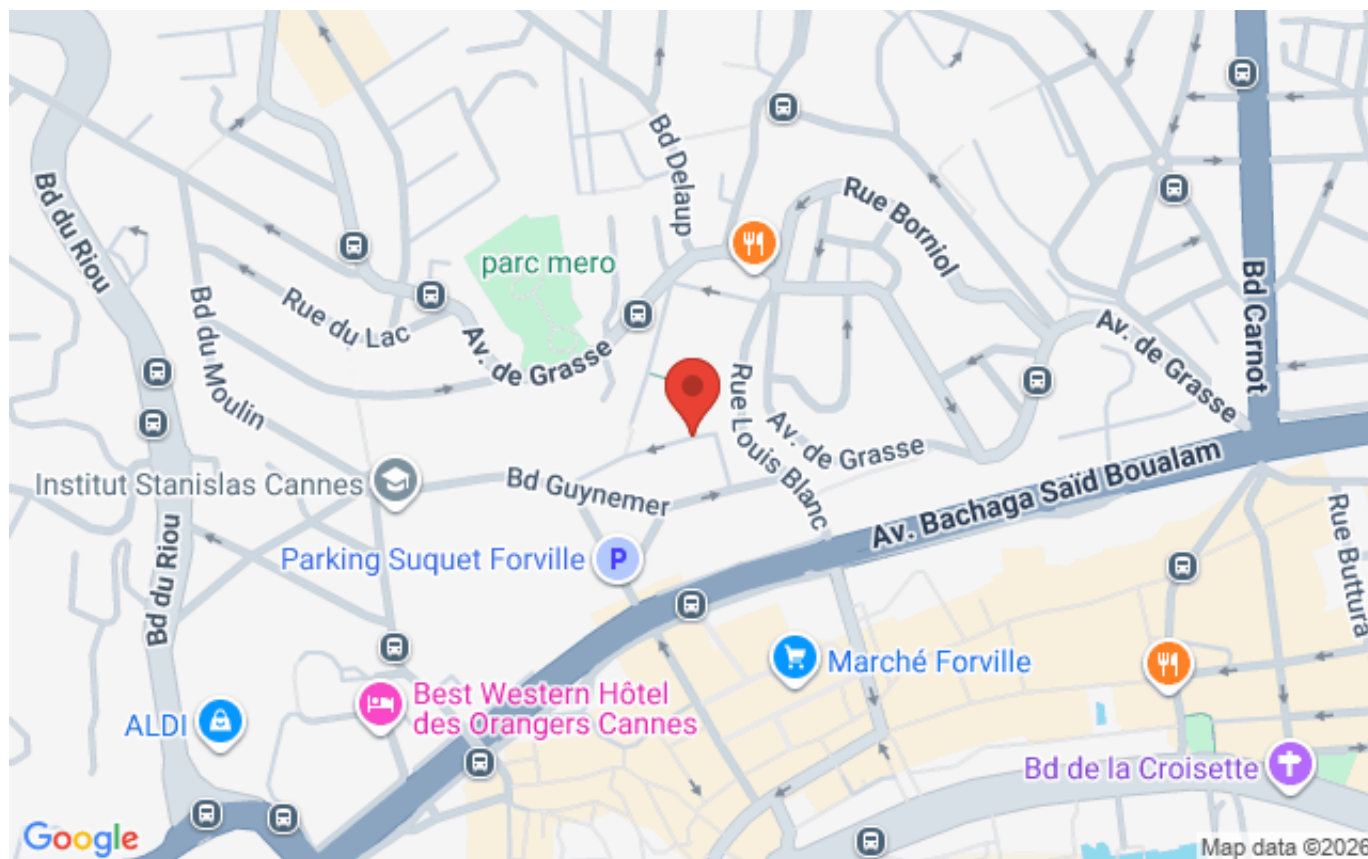 Bd Delaup
Bd du Riou
Rue Borniol
parc mero
Bd Carnot
Rue du Lac
Bd du Moulin
Av. de Grasse
Av. de Grasse
Rue Louis Blanc
Av. de Grasse
Institut Stanislas Cannes
Bd Guynemer
Av. Bachaga Saïd Boualam
Rue Buttura
Bd du Riou
Parking Suquet Forville
P
Marché Forville
Best Western Hôtel
des Orangers Cannes
ALDI
Bd de la Croisette
Google
Map data ©2026